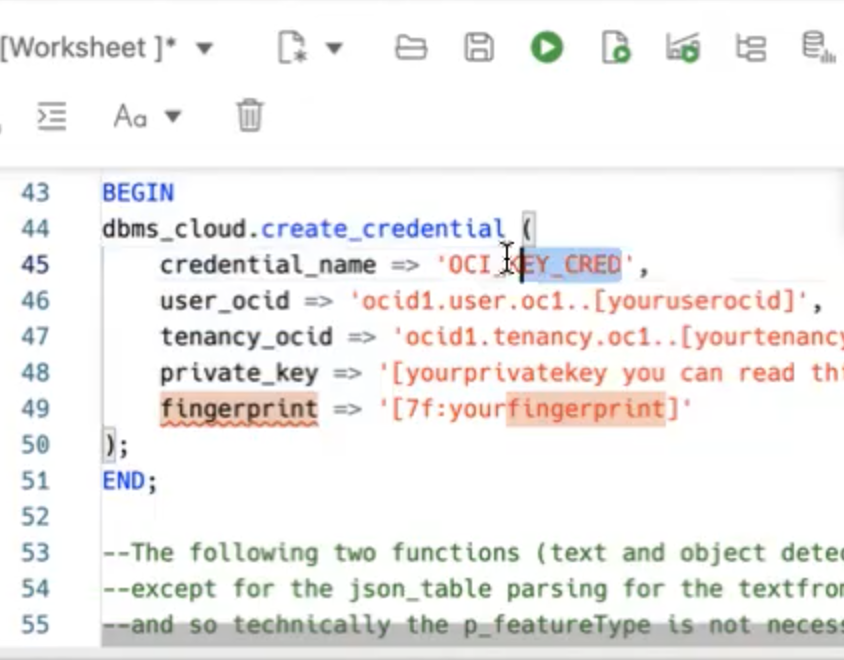 [Worksheet ]*
Aa
43 BEGIN
44 dbms_cloud.create_credential (
45 credential_name => 'OCI_KEY_CRED',
46 user_ocid => 'ocid1.user.oc1..[youruserocid]',
47 tenancy_ocid => 'ocid1.tenancy.oc1..[yourtenancy
48 private_key => '[yourprivatekey you can read thi
49 fingerprint => '[7f:yourfingerprint]'
50 );
51 END;
52
53 --The following two functions (text and object detec
54 --except for the json_table parsing for the textfrom
55 --and so technically the p_featureType is not necess